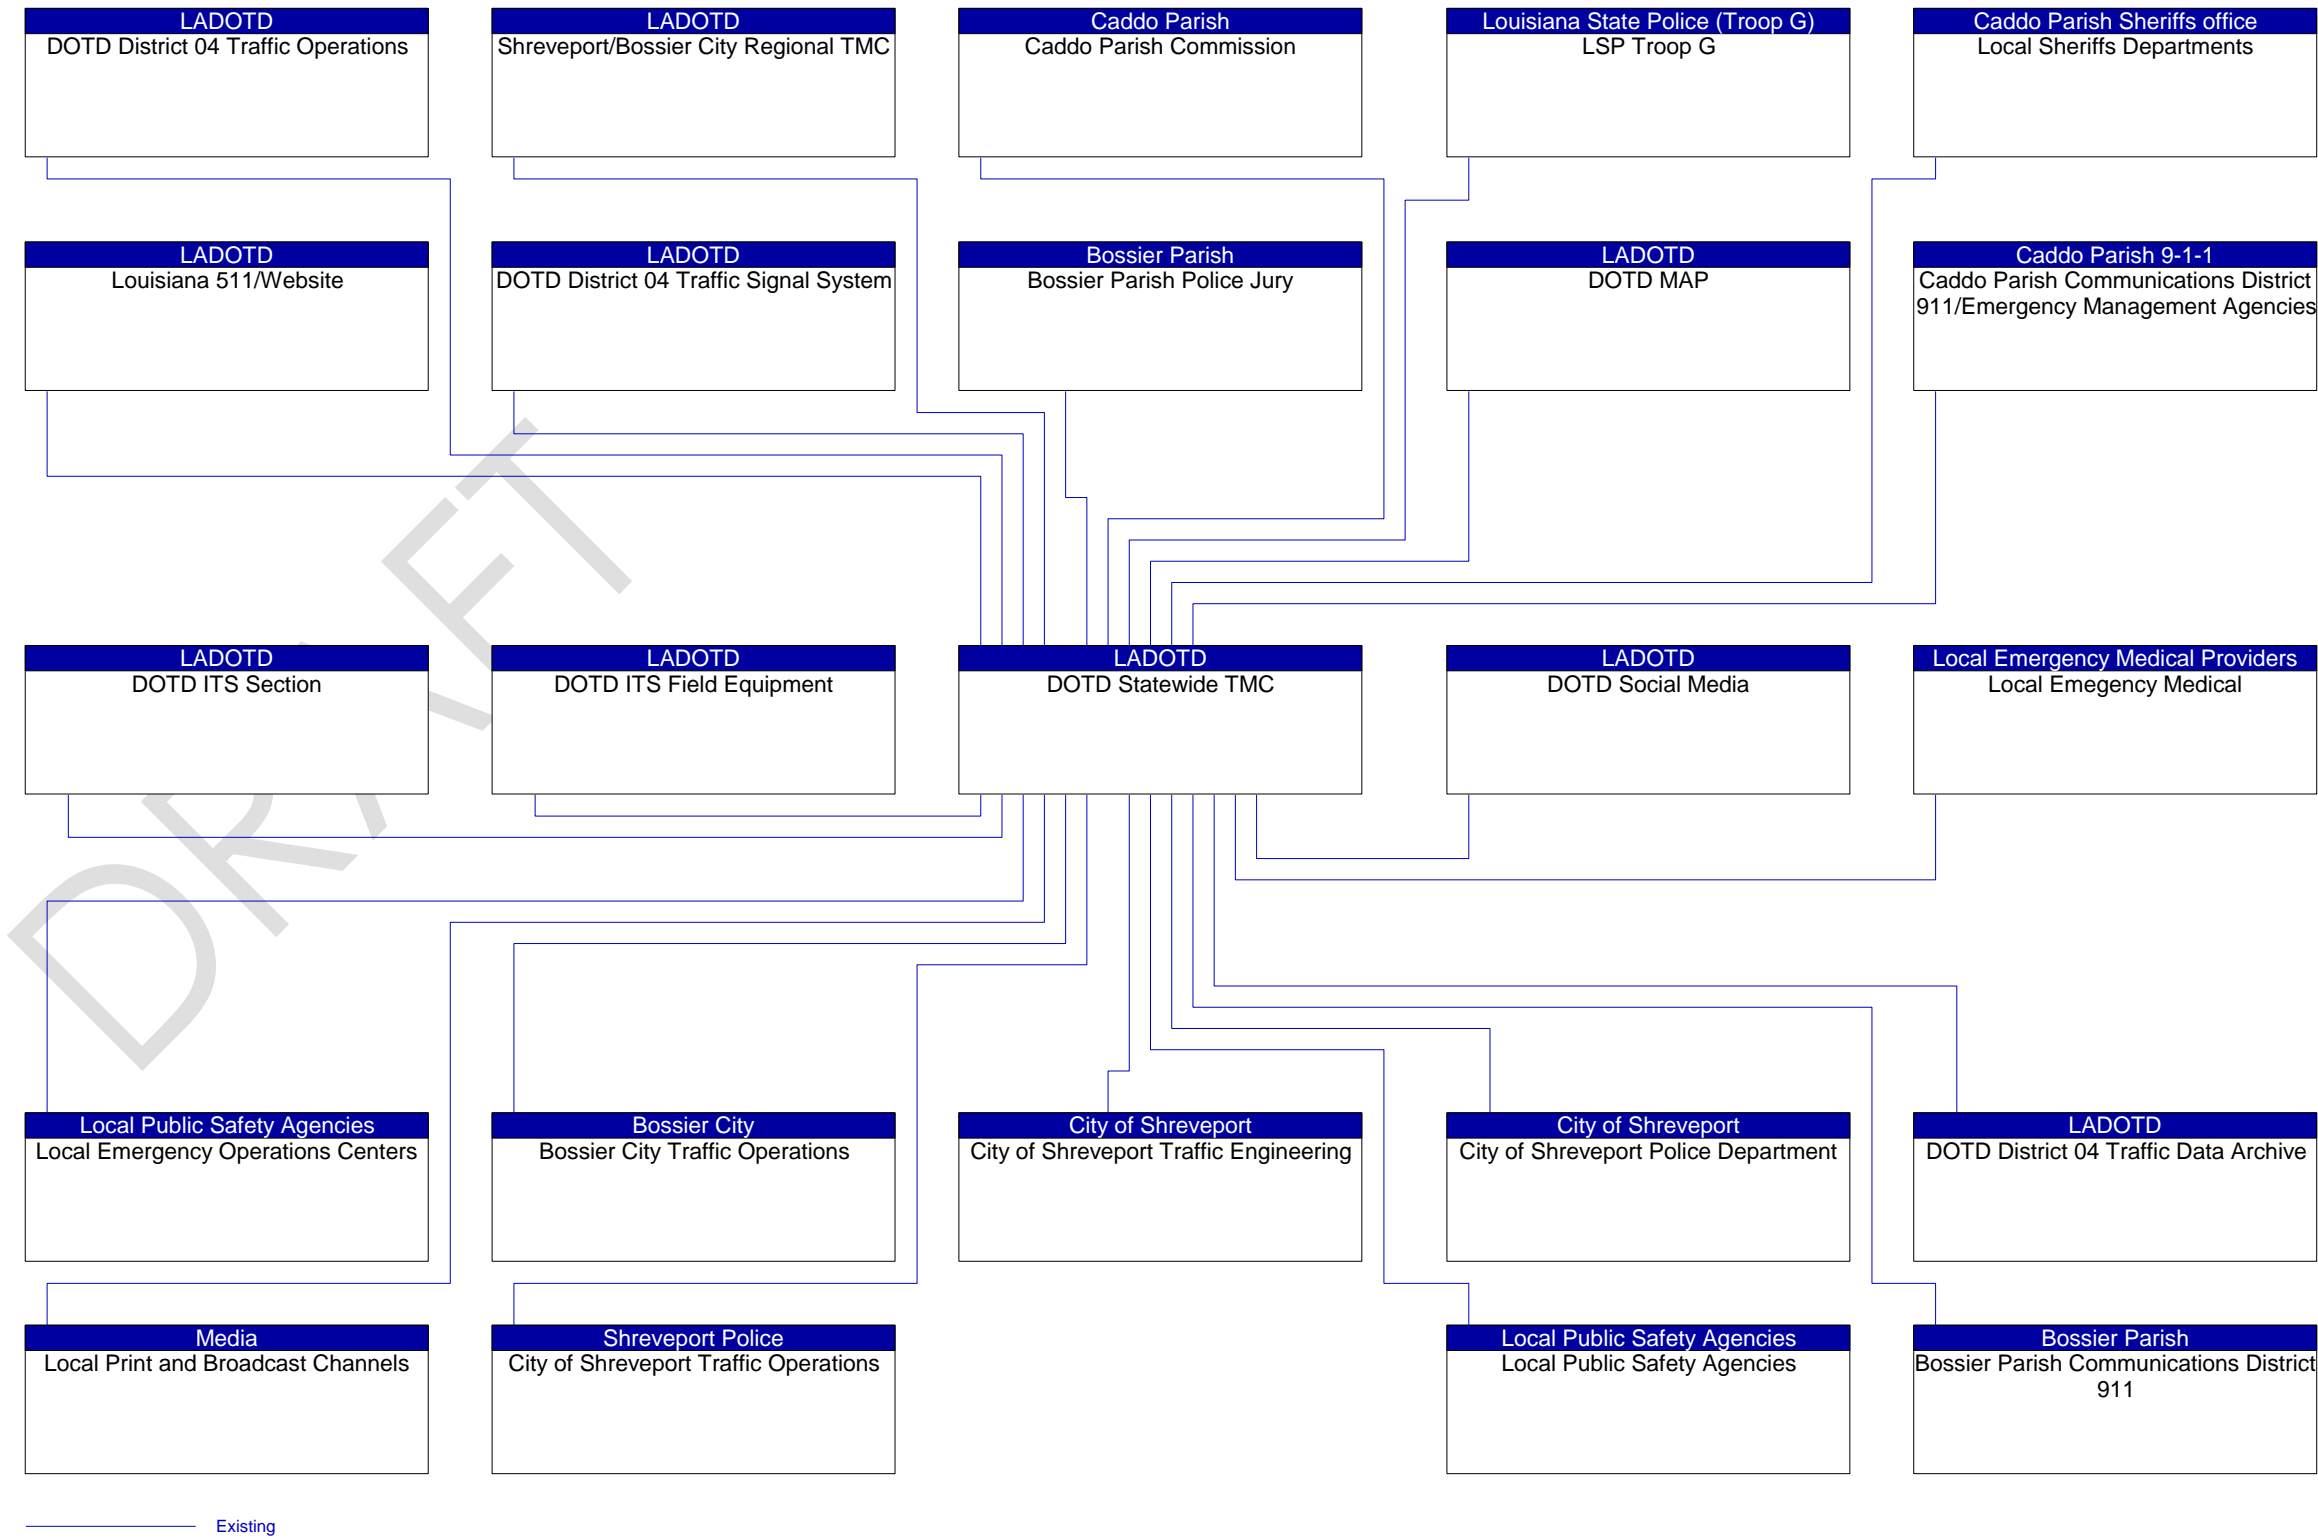 LADOTD
DOTD District 04 Traffic Operations
LADOTD
Shreveport/Bossier City Regional TMC
Caddo Parish
Caddo Parish Commission
Louisiana State Police (Troop G)
LSP Troop G
Caddo Parish Sheriffs office
Local Sheriffs Departments
LADOTD
Louisiana 511/Website
LADOTD
DOTD District 04 Traffic Signal System
Bossier Parish
Bossier Parish Police Jury
LADOTD
DOTD MAP
Caddo Parish 9-1-1
Caddo Parish Communications District
911/Emergency Management Agencies
LADOTD
DOTD ITS Section
LADOTD
DOTD ITS Field Equipment
LADOTD
DOTD Statewide TMC
LADOTD
DOTD Social Media
Local Emergency Medical Providers
Local Emegency Medical
DRAFT
Local Public Safety Agencies
Local Emergency Operations Centers
Bossier City
Bossier City Traffic Operations
City of Shreveport
City of Shreveport Traffic Engineering
City of Shreveport
City of Shreveport Police Department
LADOTD
DOTD District 04 Traffic Data Archive
Media
Local Print and Broadcast Channels
Shreveport Police
City of Shreveport Traffic Operations
Local Public Safety Agencies
Local Public Safety Agencies
Bossier Parish
Bossier Parish Communications District
911
Existing